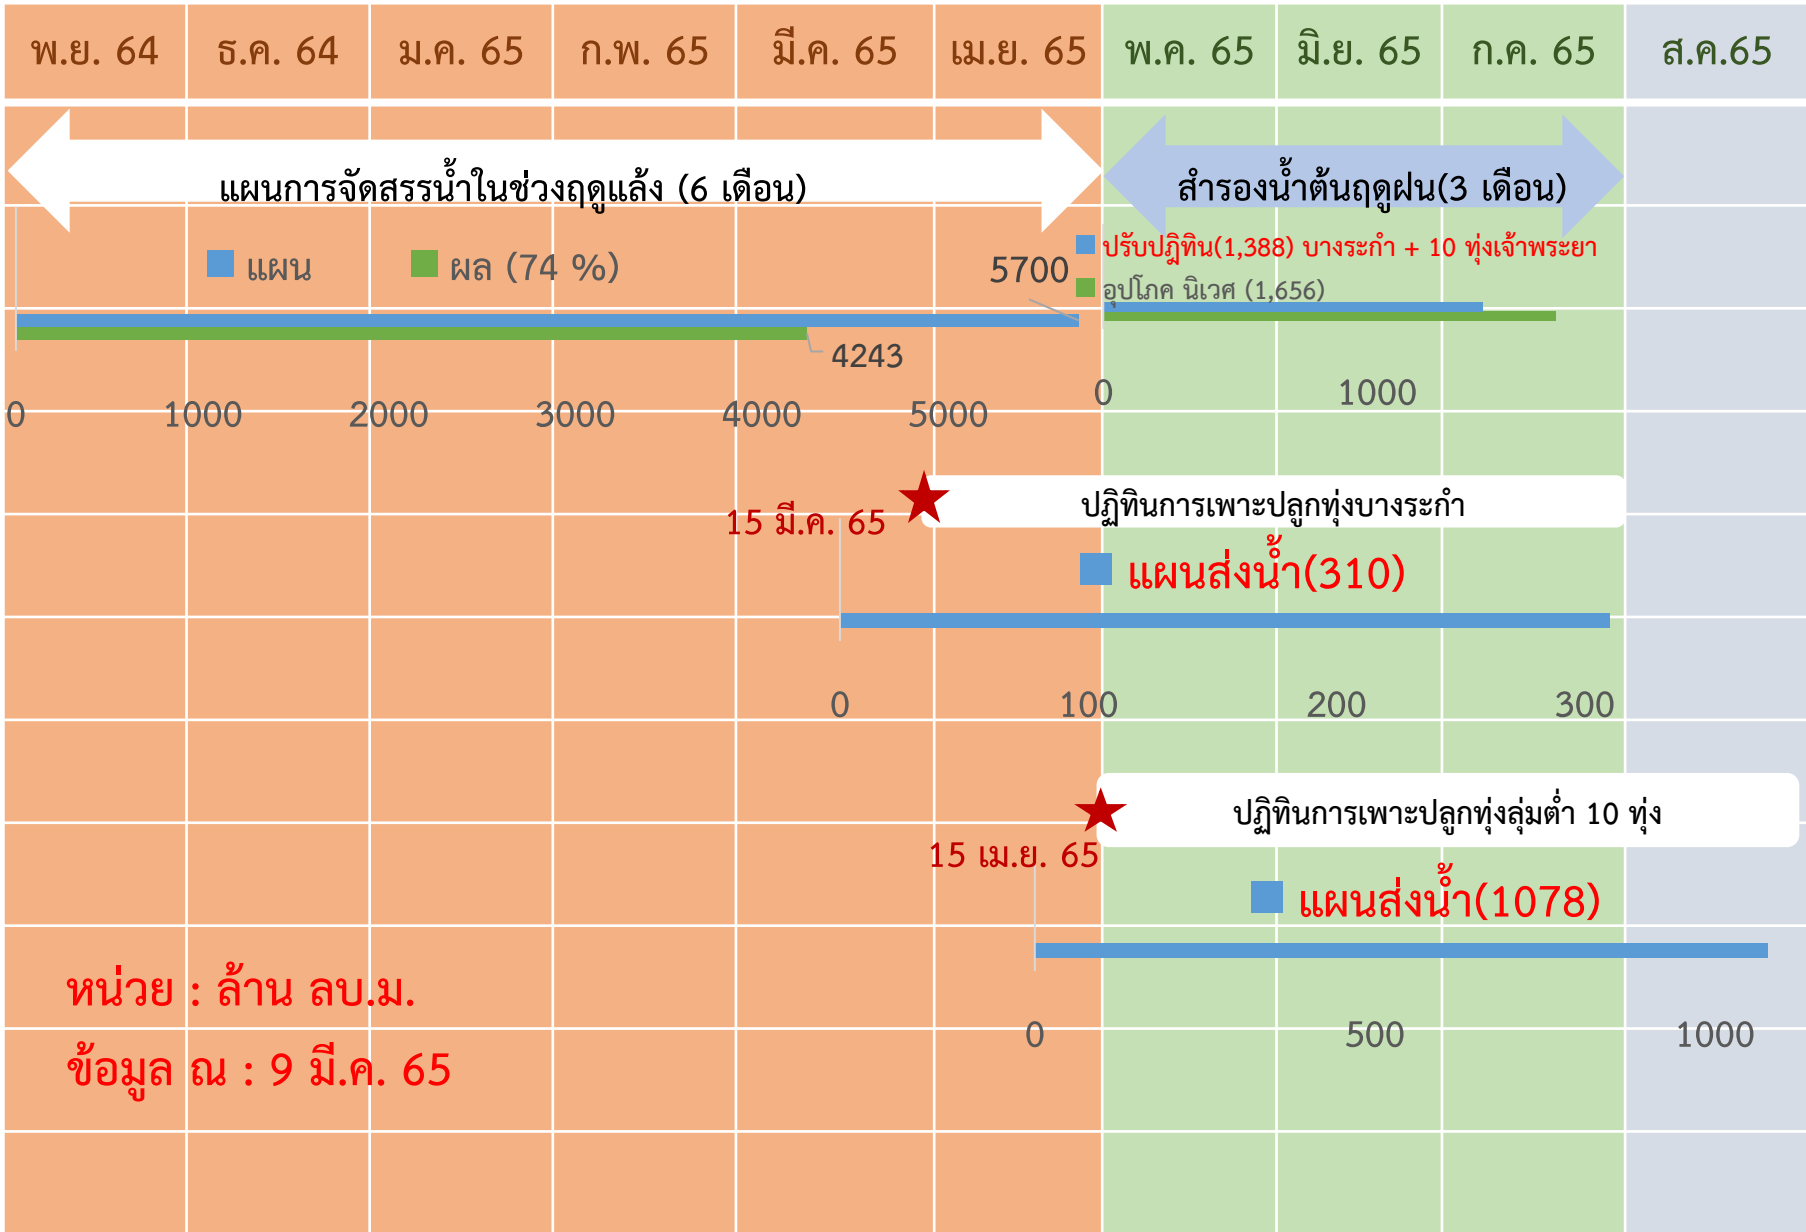 พ.ย. 64 ธ.ค. 64 ม.ค. 65 ก.พ. 65 มี.ค. 65 เม.ย. 65 พ.ค. 65 มิ.ย. 65 ก.ค. 65 ส.ค.65
แผนการจัดสรรน้ำในช่วงฤดูแล้ง (6 เดือน)
สำรองน้ำต้นฤดูฝน(3 เดือน)
แผน ผล (74 %)
5700
4243
0 1000 2000 3000 4000 5000
ปรับปฏิทิน(1,388) บางระกำ + 10 ทุ่งเจ้าพระยา
อุปโภค นิเวศ (1,656)
0 1000
15 มี.ค. 65
ปฏิทินการเพาะปลูกทุ่งบางระกำ
แผนส่งน้ำ(310)
0 100 200 300
ปฏิทินการเพาะปลูกทุ่งลุ่มต่ำ 10 ทุ่ง
15 เม.ย. 65
แผนส่งน้ำ(1078)
0 500 1000
หน่วย : ล้าน ลบ.ม.
ข้อมูล ณ : 9 มี.ค. 65